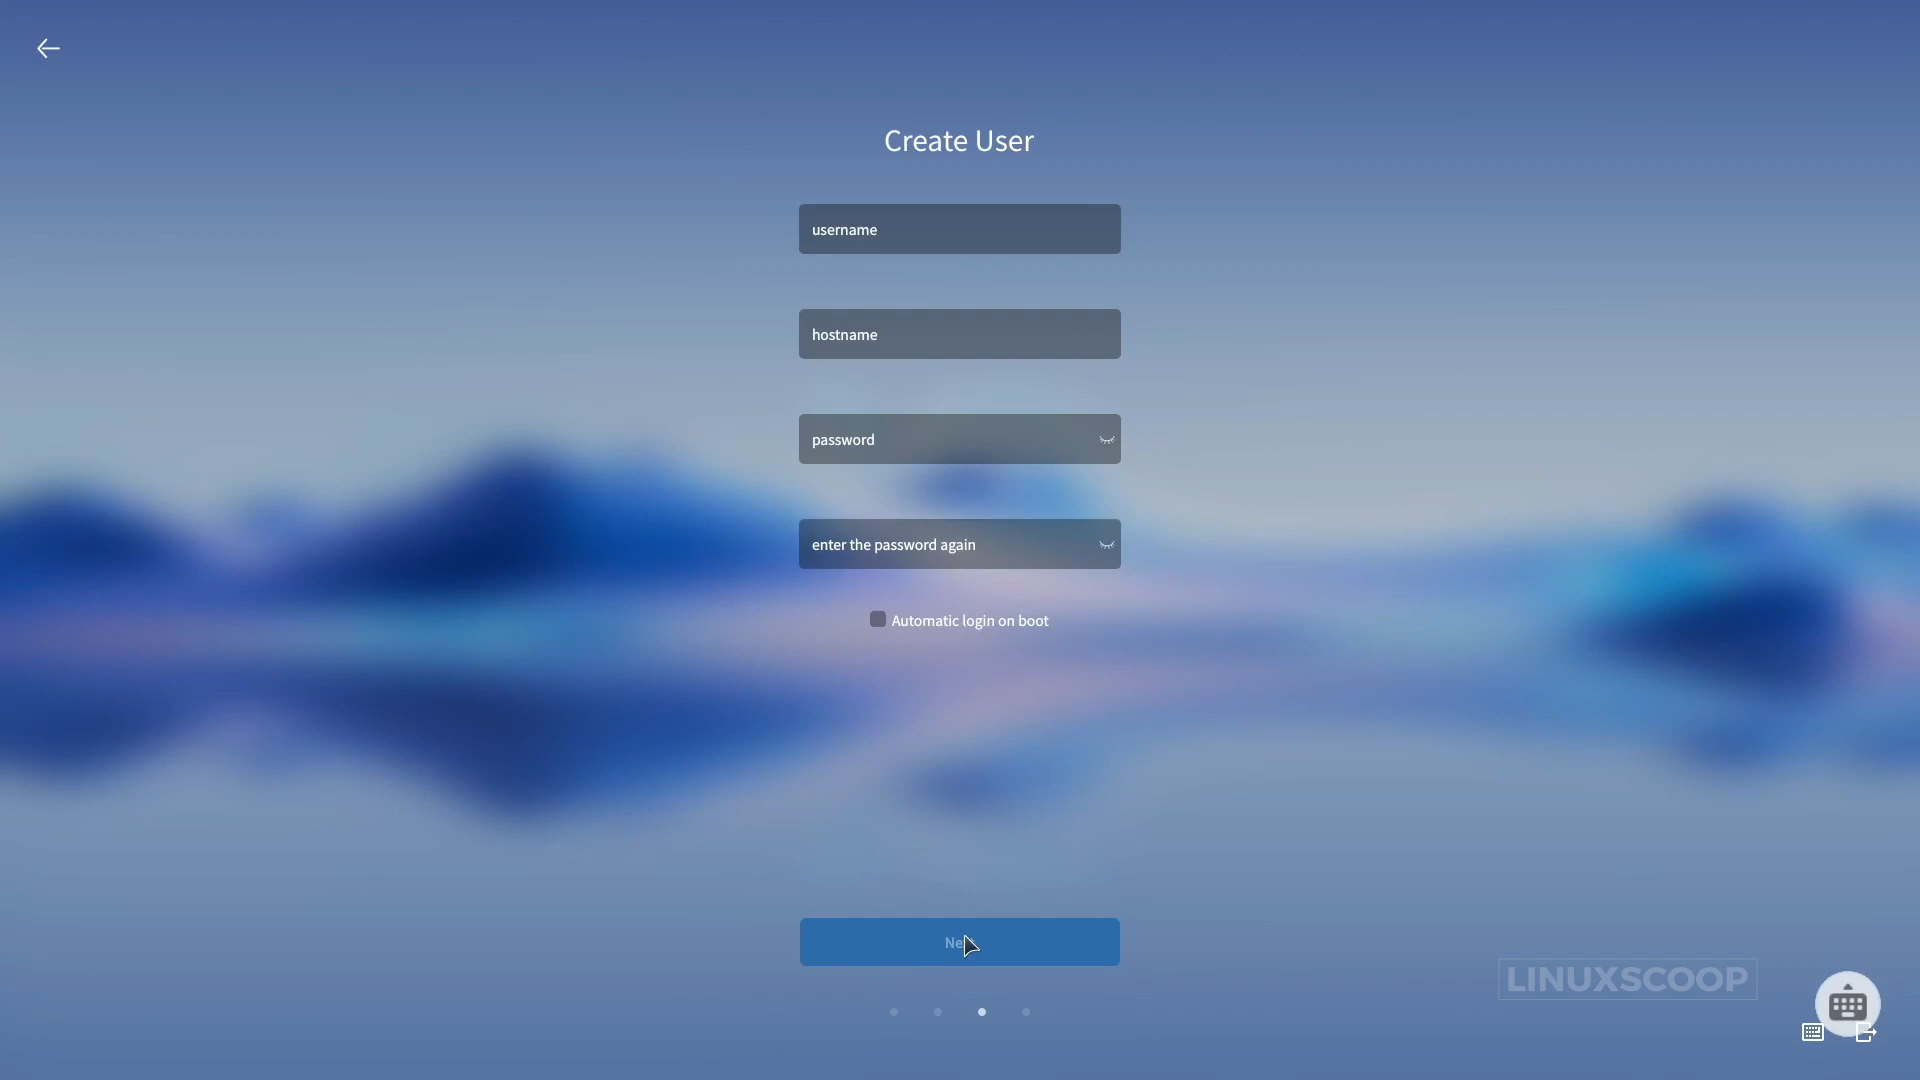 Create User
username
hostname
password
enter the password again
Automatic login on boot
LINUXSCOOP